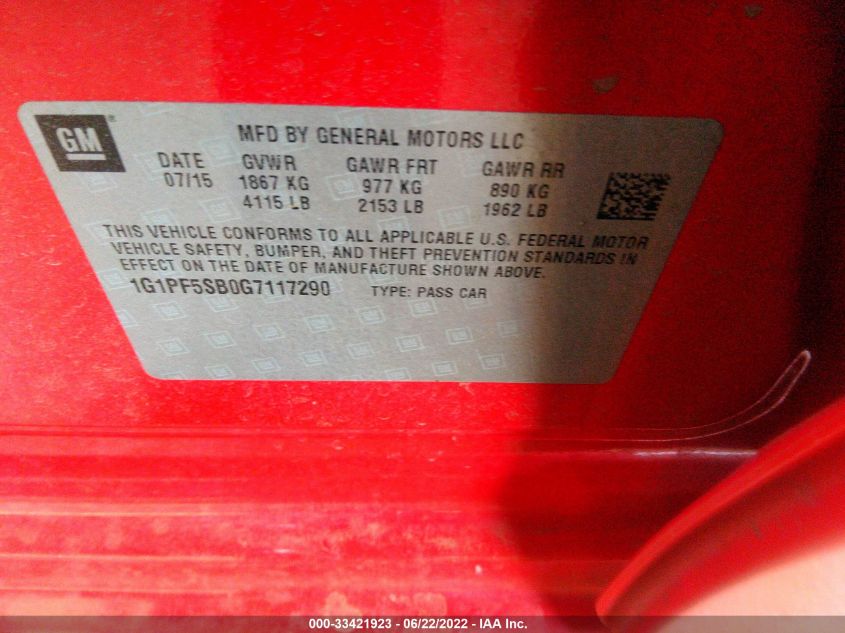 GM
MFD BY GENERAL MOTORS LLC
DATE GVWR GAWR FRT GAWR RR
07/15 1867 KG 977 KG 890 KG
4115 LB 2153 LB 1962 LB
THIS VEHICLE CONFORMS TO ALL APPLICABLE U.S. FEDERAL MOTOR
VEHICLE SAFETY, BUMPER, AND THEFT PREVENTION STANDARDS IN
EFFECT ON THE DATE OF MANUFACTURE SHOWN ABOVE.
1G1PF5SB0G7117290 TYPE: PASS CAR
000-33421923 - 06/22/2022 - IAA Inc.